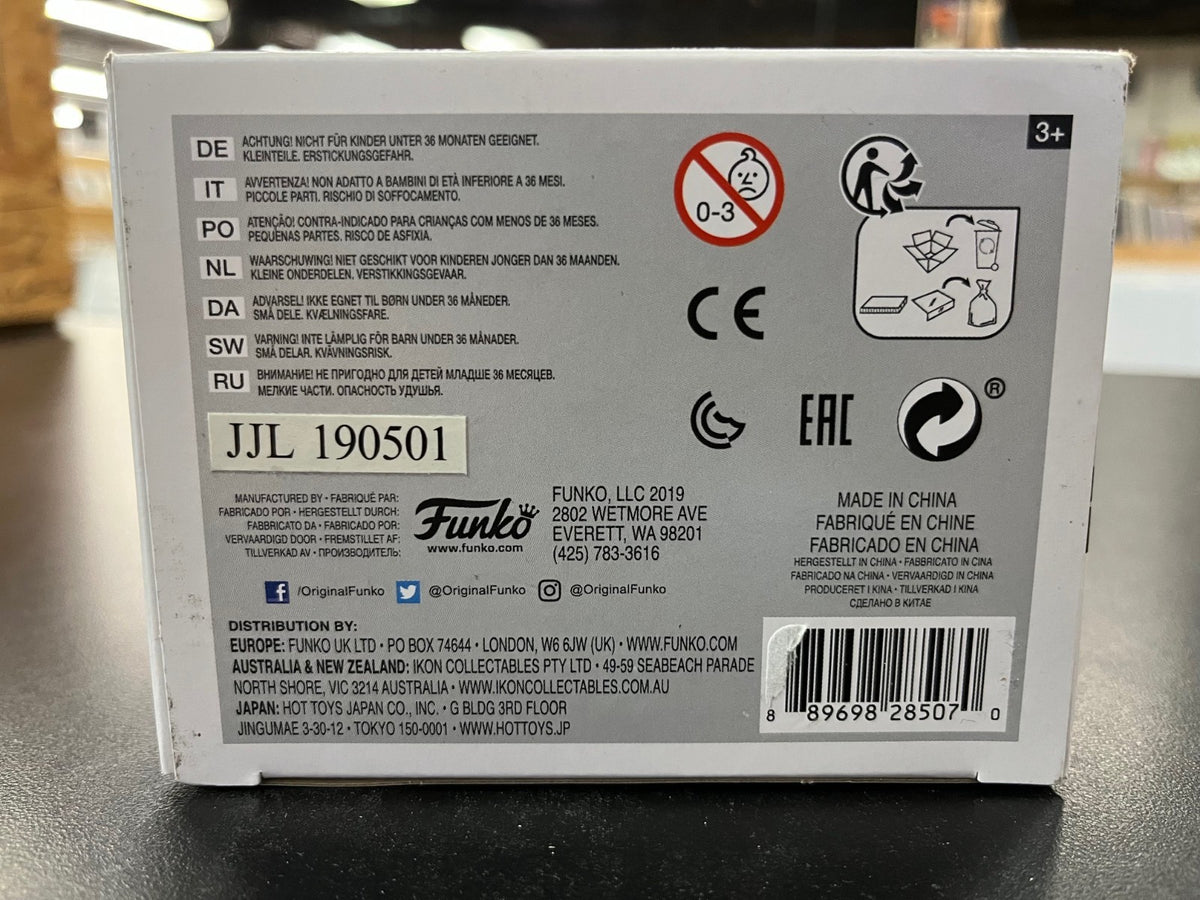 3+
DE
ACHTUNG! NICHT FÜR KINDER UNTER 36 MONATEN GEEIGNET.
KLEINTEILE. ERSTICKUNGSGEFAHR.
IT
AVVERTENZA! NON ADATTO A BAMBINI DI ETÀ INFERIORE A 36 MESI.
PICCOLE PARTI. RISCHIO DI SOFFOCAMENTO.
PO
ATENÇÃO! CONTRA-INDICADO PARA CRIANÇAS COM MENOS DE 36 MESES.
PEQUENAS PARTES. RISCO DE ASFIXIA.
NL
WAARSCHUWING! NIET GESCHIKT VOOR KINDEREN JONGER DAN 36 MAANDEN.
KLEINE ONDERDELEN. VERSTIKKINGSGEVAAR.
DA
ADVARSEL! IKKE EGNET TIL BØRN UNDER 36 MÅNEDER.
SMÅ DELE. KVÆLNINGSFARE.
SW
VARNING! INTE LÄMPLIG FÖR BARN UNDER 36 MÅNADER.
SMÅ DELAR. KVÄVNINGSRISK.
RU
ВНИМАНИЕ! НЕ ПРИГОДНО ДЛЯ ДЕТЕЙ МЛАДШЕ 36 МЕСЯЦЕВ.
МЕЛКИЕ ЧАСТИ. ОПАСНОСТЬ УДУШЬЯ.
0-3
CE
EAC
®
JJL 190501
MANUFACTURED BY • FABRIQUÉ PAR:
FABRICADO POR • HERGESTELLT DURCH:
FABBRICATO DA • FABRICADO POR:
VERVAARDIGD DOOR • FREMSTILLET AF:
TILLVERKAD AV • ПРОИЗВОДИТЕЛЬ:
Funko
www.funko.com
FUNKO, LLC 2019
2802 WETMORE AVE
EVERETT, WA 98201
(425) 783-3616
MADE IN CHINA
FABRIQUÉ EN CHINE
FABRICADO EN CHINA
HERGESTELLT IN CHINA • FABBRICATO IN CINA
FABRICADO NA CHINA • VERVAARDIGD IN CHINA
PRODUCERET I KINA • TILLVERKAD I KINA
СДЕЛАНО В КИТАЕ
f /OriginalFunko @OriginalFunko @OriginalFunko
DISTRIBUTION BY:
EUROPE: FUNKO UK LTD • PO BOX 74644 • LONDON, W6 6JW (UK) • WWW.FUNKO.COM
AUSTRALIA & NEW ZEALAND: IKON COLLECTABLES PTY LTD • 49-59 SEABEACH PARADE
NORTH SHORE, VIC 3214 AUSTRALIA • WWW.IKONCOLLECTABLES.COM.AU
JAPAN: HOT TOYS JAPAN CO., INC. • G BLDG 3RD FLOOR
JINGUMAE 3-30-12 • TOKYO 150-0001 • WWW.HOTTOYS.JP
8 89698 28507 0